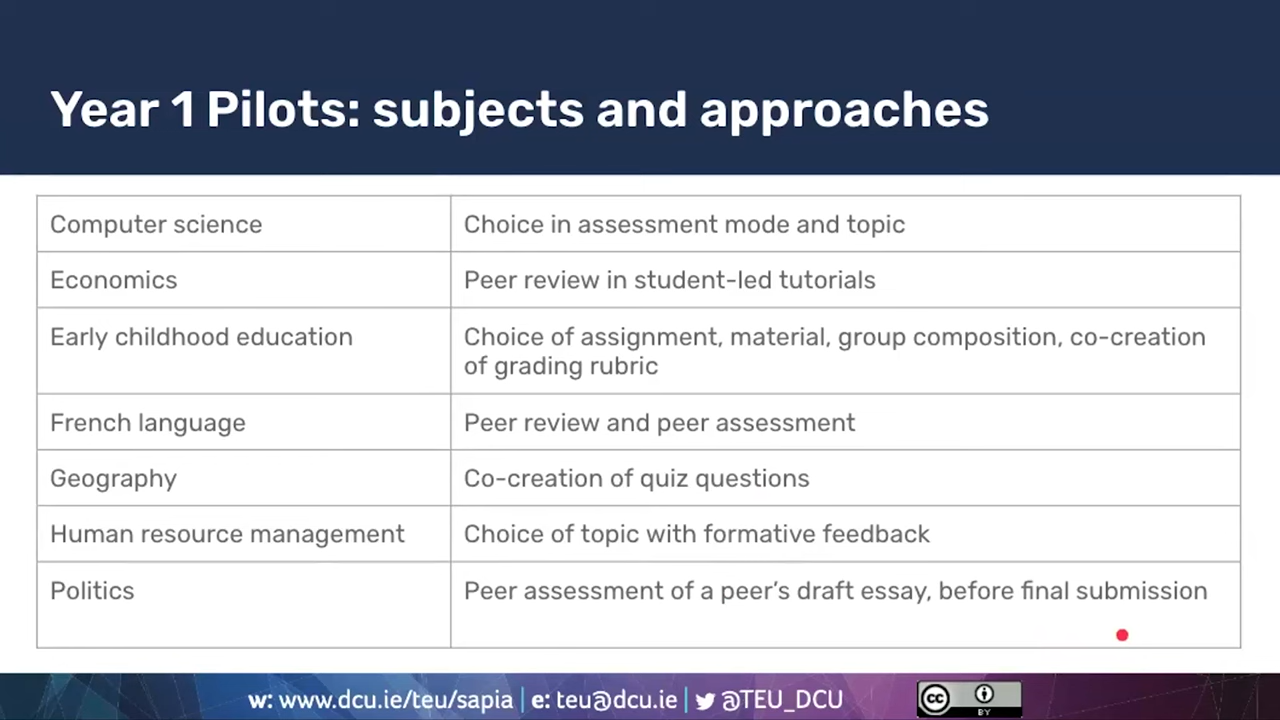 Year 1 Pilots: subjects and approaches
Computer science
Choice in assessment mode and topic
Economics
Peer review in student-led tutorials
Early childhood education
Choice of assignment, material, group composition, co-creation
of grading rubric
French language
Peer review and peer assessment
Geography
Co-creation of quiz questions
Human resource management
Choice of topic with formative feedback
Politics
Peer assessment of a peer’s draft essay, before final submission
w: www.dcu.ie/teu/sapia | e: teu@dcu.ie | @TEU_DCU
cc
BY